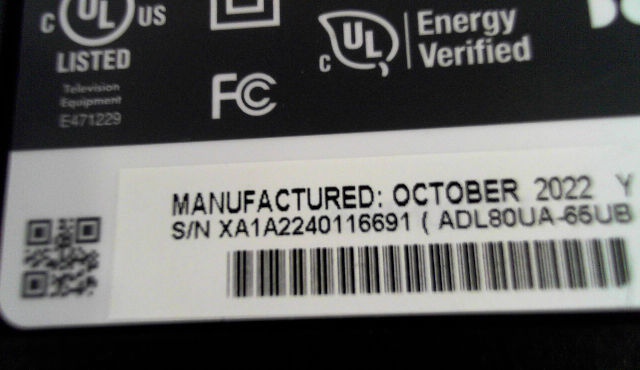 C UL US
LISTED
Television
Equipment
E471229
FC
C UL
Energy
Verified
MANUFACTURED: OCTOBER 2022 Y
S/N XA1A2240116691 ( ADL80UA-65UB